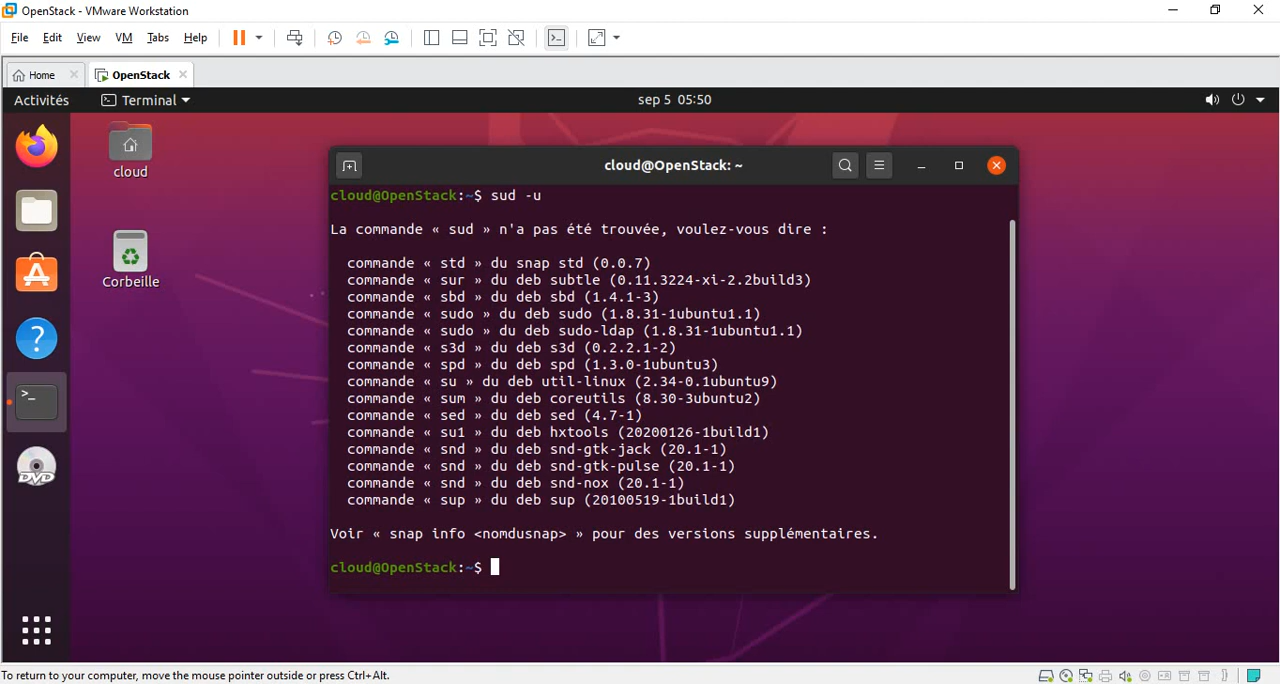 OpenStack - VMware Workstation
File Edit View VM Tabs Help
Home OpenStack
Activités Terminal sep 5 05:50
cloud
Corbeille
DVD
cloud@OpenStack: ~
cloud@OpenStack:~$ sud -u
La commande « sud » n'a pas été trouvée, voulez-vous dire :
commande « std » du snap std (0.0.7)
commande « sur » du deb subtle (0.11.3224-xi-2.2build3)
commande « sbd » du deb sbd (1.4.1-3)
commande « sudo » du deb sudo (1.8.31-1ubuntu1.1)
commande « sudo » du deb sudo-ldap (1.8.31-1ubuntu1.1)
commande « s3d » du deb s3d (0.2.2.1-2)
commande « spd » du deb spd (1.3.0-1ubuntu3)
commande « su » du deb util-linux (2.34-0.1ubuntu9)
commande « sum » du deb coreutils (8.30-3ubuntu2)
commande « sed » du deb sed (4.7-1)
commande « su1 » du deb hxtools (20200126-1build1)
commande « snd » du deb snd-gtk-jack (20.1-1)
commande « snd » du deb snd-gtk-pulse (20.1-1)
commande « snd » du deb snd-nox (20.1-1)
commande « sup » du deb sup (20100519-1build1)
Voir « snap info <nomdusnap> » pour des versions supplémentaires.
cloud@OpenStack:~$
To return to your computer, move the mouse pointer outside or press Ctrl+Alt.